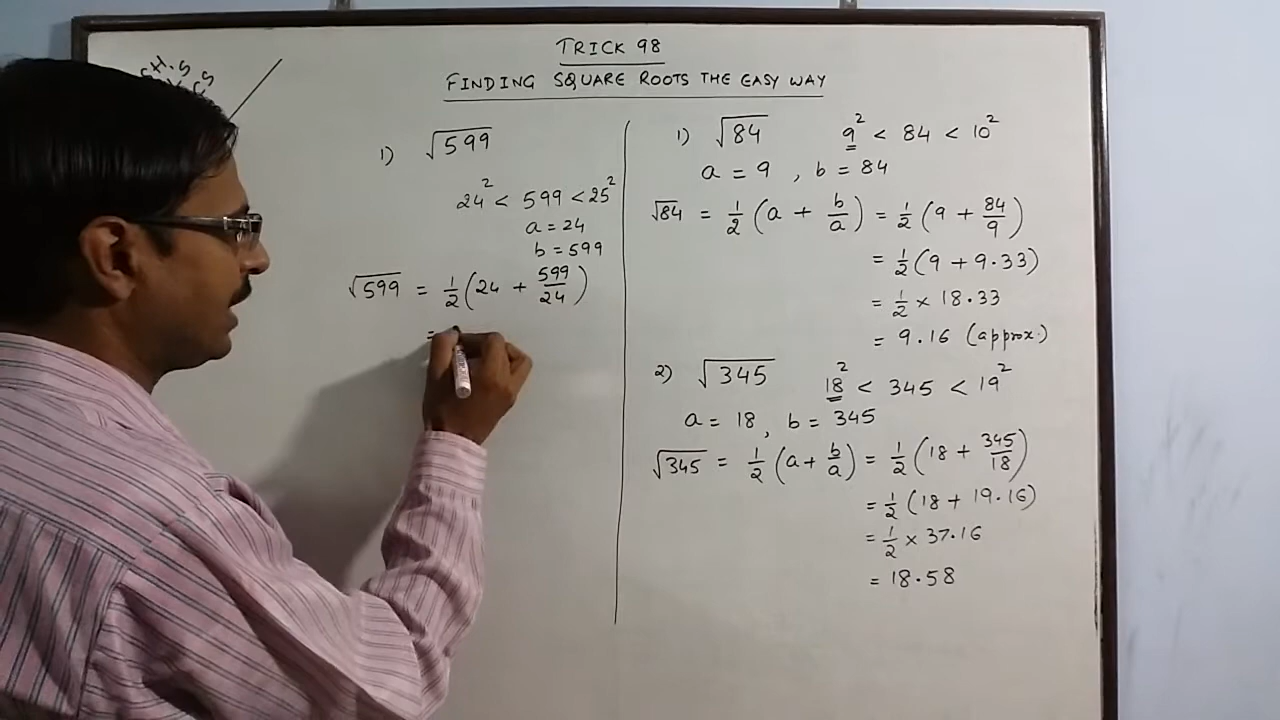 TRICK 98
FINDING SQUARE ROOTS THE EASY WAY
1) √599
24² < 599 < 25²
a = 24
b = 599
√599 = 1/2 (24 + 599/24)
=
1) √84 9² < 84 < 10²
a = 9 , b = 84
√84 = 1/2 (a + b/a) = 1/2 (9 + 84/9)
= 1/2 (9 + 9.33)
= 1/2 × 18.33
= 9.16 (approx.)
2) √345 18² < 345 < 19²
a = 18, b = 345
√345 = 1/2 (a + b/a) = 1/2 (18 + 345/18)
= 1/2 (18 + 19.16)
= 1/2 × 37.16
= 18.58